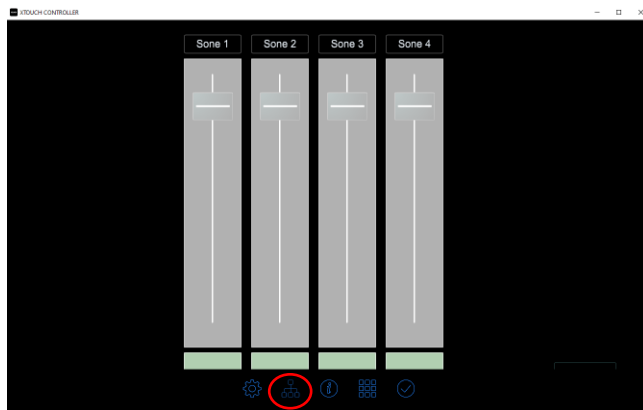 XTOUCH CONTROLLER
Sone 1
Sone 2
Sone 3
Sone 4